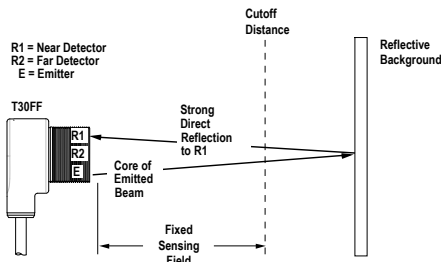 Cutoff
Distance
R1 = Near Detector
R2 = Far Detector
E = Emitter
Reflective
Background
T30FF
Strong
Direct
Reflection
to R1
R1
R2
E
Core of
Emitted
Beam
Fixed
Sensing
Field